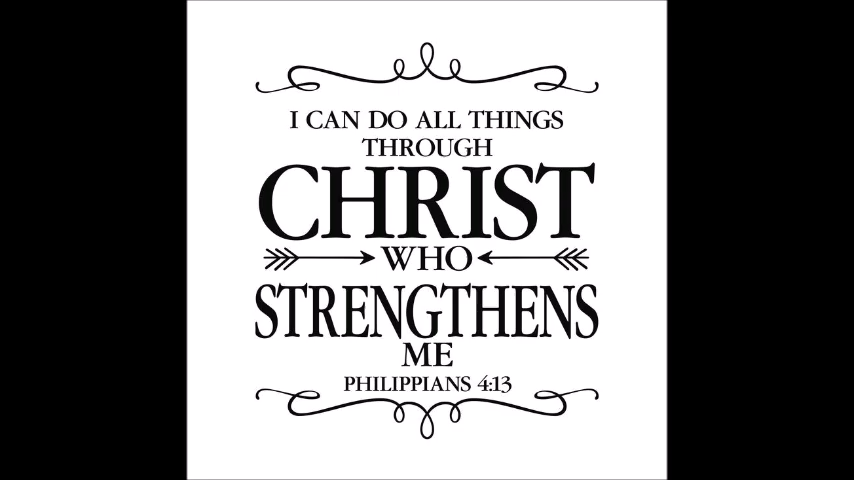 I CAN DO ALL THINGS
THROUGH
CHRIST
WHO
STRENGTHENS
ME
PHILIPPIANS 4:13